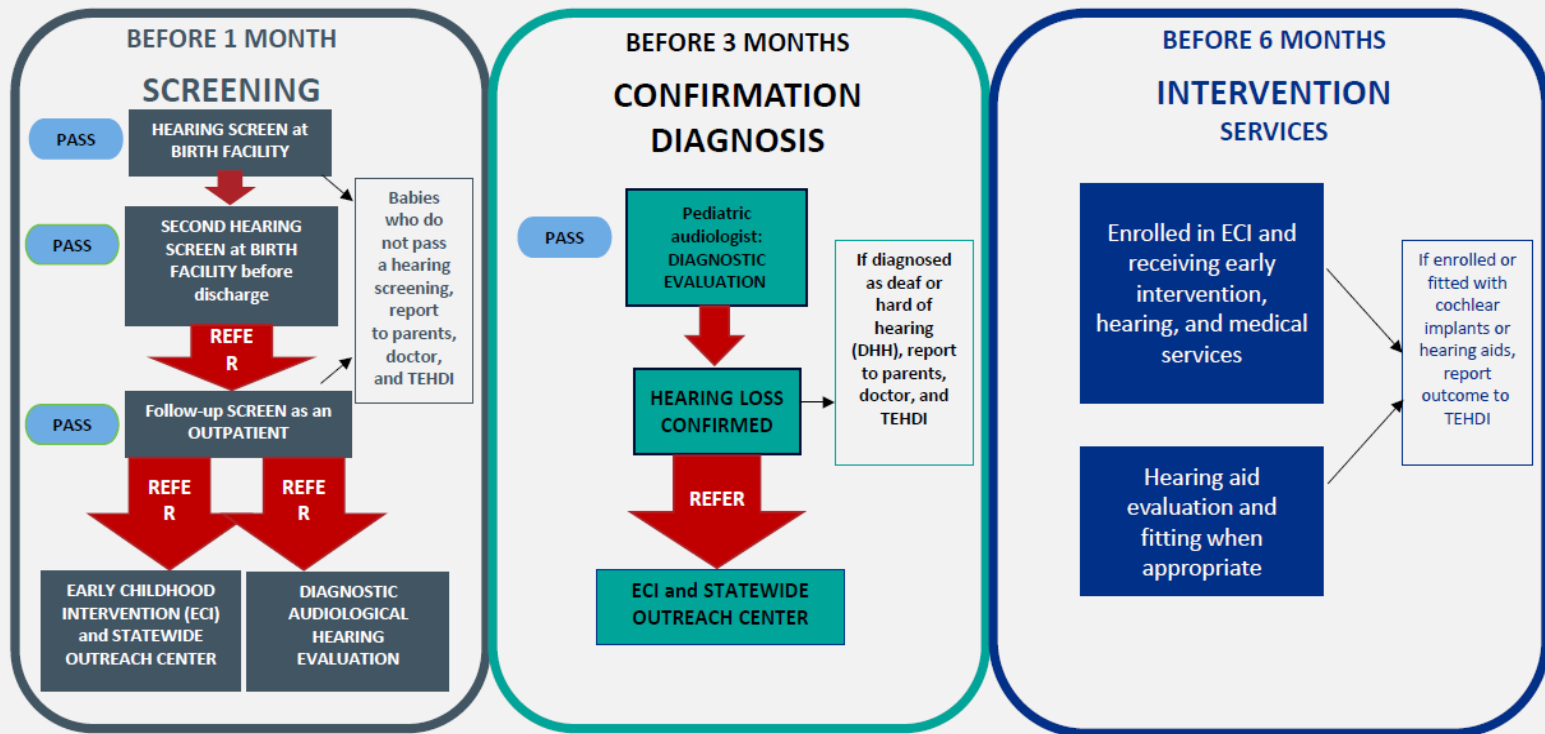 BEFORE 1 MONTH
SCREENING
PASS
HEARING SCREEN at
BIRTH FACILITY
PASS
SECOND HEARING
SCREEN at BIRTH
FACILITY before
discharge
Babies
who do
not pass
a hearing
screening,
report
to parents,
doctor,
and TEHDI
REFE
R
PASS
Follow-up SCREEN as an
OUTPATIENT
REFE
R
REFE
R
EARLY CHILDHOOD
INTERVENTION (ECI)
and STATEWIDE
OUTREACH CENTER
DIAGNOSTIC
AUDIOLOGICAL
HEARING
EVALUATION
BEFORE 3 MONTHS
CONFIRMATION
DIAGNOSIS
PASS
Pediatric
audiologist:
DIAGNOSTIC
EVALUATION
If diagnosed
as deaf or
hard of
hearing
(DHH), report
to parents,
doctor, and
TEHDI
HEARING LOSS
CONFIRMED
REFER
ECI and STATEWIDE
OUTREACH CENTER
BEFORE 6 MONTHS
INTERVENTION
SERVICES
Enrolled in ECI and
receiving early
intervention,
hearing, and medical
services
If enrolled or
fitted with
cochlear
implants or
hearing aids,
report
outcome to
TEHDI
Hearing aid
evaluation and
fitting when
appropriate